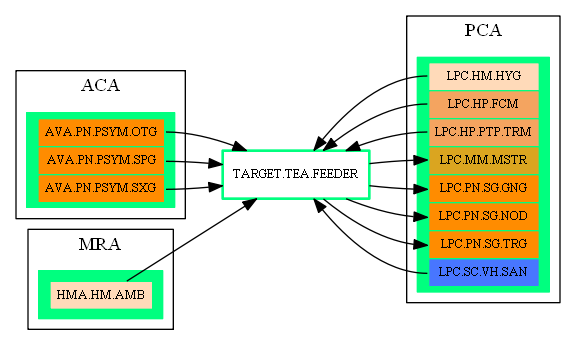 ACA
AVA.PN.PSYM.OTG
AVA.PN.PSYM.SPG
AVA.PN.PSYM.SXG
MRA
HMA.HM.AMB
TARGET.TEA.FEEDER
PCA
LPC.HM.HYG
LPC.HP.FCM
LPC.HP.PTP.TRM
LPC.MM.MSTR
LPC.PN.SG.GNG
LPC.PN.SG.NOD
LPC.PN.SG.TRG
LPC.SC.VH.SAN